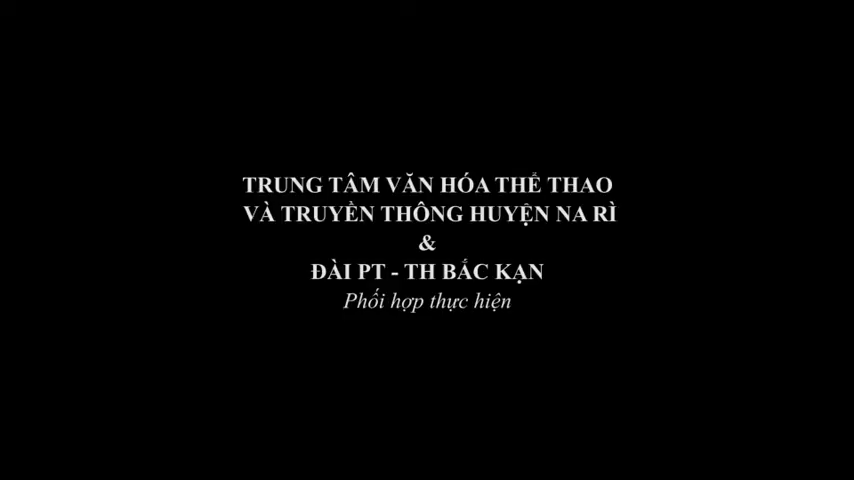 TRUNG TÂM VĂN HÓA THỂ THAO
VÀ TRUYỀN THÔNG HUYỆN NA RÌ
&
ĐÀI PT - TH BẮC KẠN
Phối hợp thực hiện